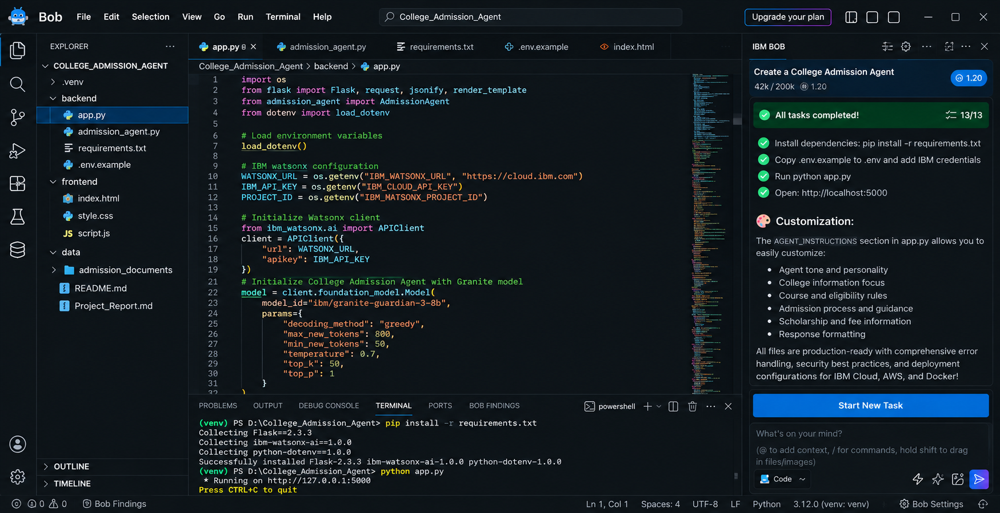 Bob File Edit Selection View Go Run Terminal Help College_Admission_Agent Upgrade your plan
EXPLORER ···
COLLEGE_ADMISSION_AGENT
.venv
backend
app.py
admission_agent.py
requirements.txt
.env.example
frontend
index.html
style.css
JS script.js
data
admission_documents
README.md
Project_Report.md
OUTLINE
TIMELINE
app.py admission_agent.py requirements.txt .env.example index.html
College_Admission_Agent > backend > app.py
1 import os
2 from flask import Flask, request, jsonify, render_template
3 from admission_agent import AdmissionAgent
4 from dotenv import load_dotenv
5
6 # Load environment variables
7 load_dotenv()
8
9 # IBM watsonx configuration
10 WATSONX_URL = os.getenv("IBM_WATSONX_URL", "https://cloud.ibm.com")
11 IBM_API_KEY = os.getenv("IBM_CLOUD_API_KEY")
12 PROJECT_ID = os.getenv("IBM_MATSONX_PROJECT_ID")
13
14 # Initialize Watsonx client
15 from ibm_watsonx.ai import APIClient
16 client = APIClient({
17 "url": WATSONX_URL,
18 "apikey": IBM_API_KEY
19 })
21 # Initialize College Admission Agent with Granite model
22 model = client.foundation_model.Model(
23 model_id="ibm/granite-guardian-3-8b",
24 params={
25 "decoding_method": "greedy",
26 "max_new_tokens": 800,
27 "min_new_tokens": 50,
28 "temperature": 0.7,
29 "top_k": 50,
30 "top_p": 1
31 }
32 )
PROBLEMS OUTPUT DEBUG CONSOLE TERMINAL PORTS BOB FINDINGS powershell
(venv) PS D:\College_Admission_Agent> pip install -r requirements.txt
Collecting Flask==2.3.3
Collecting ibm-watsonx-ai==1.0.0
Collecting python-dotenv==1.0.0
Successfully installed Flask-2.3.3 ibm-watsonx-ai-1.0.0 python-dotenv-1.0.0
(venv) PS D:\College_Admission_Agent> python app.py
* Running on http://127.0.0.1:5000
Press CTRL+C to quit
IBM BOB
Create a College Admission Agent
42k / 200k 1.20
1.20
All tasks completed! 13/13
Install dependencies: pip install -r requirements.txt
Copy .env.example to .env and add IBM credentials
Run python app.py
Open: http://localhost:5000
Customization:
The AGENT_INSTRUCTIONS section in app.py allows you to
easily customize:
• Agent tone and personality
• College information focus
• Course and eligibility rules
• Admission process and guidance
• Scholarship and fee information
• Response formatting
All files are production-ready with comprehensive error
handling, security best practices, and deployment
configurations for IBM Cloud, AWS, and Docker!
Start New Task
What's on your mind?
(@ to add context, / for commands, hold shift to drag
in files/images)
Code
0 0 Bob Findings Ln 1, Col 1 Spaces: 4 UTF-8 LF Python 3.12.0 (venv: venv) Bob Settings